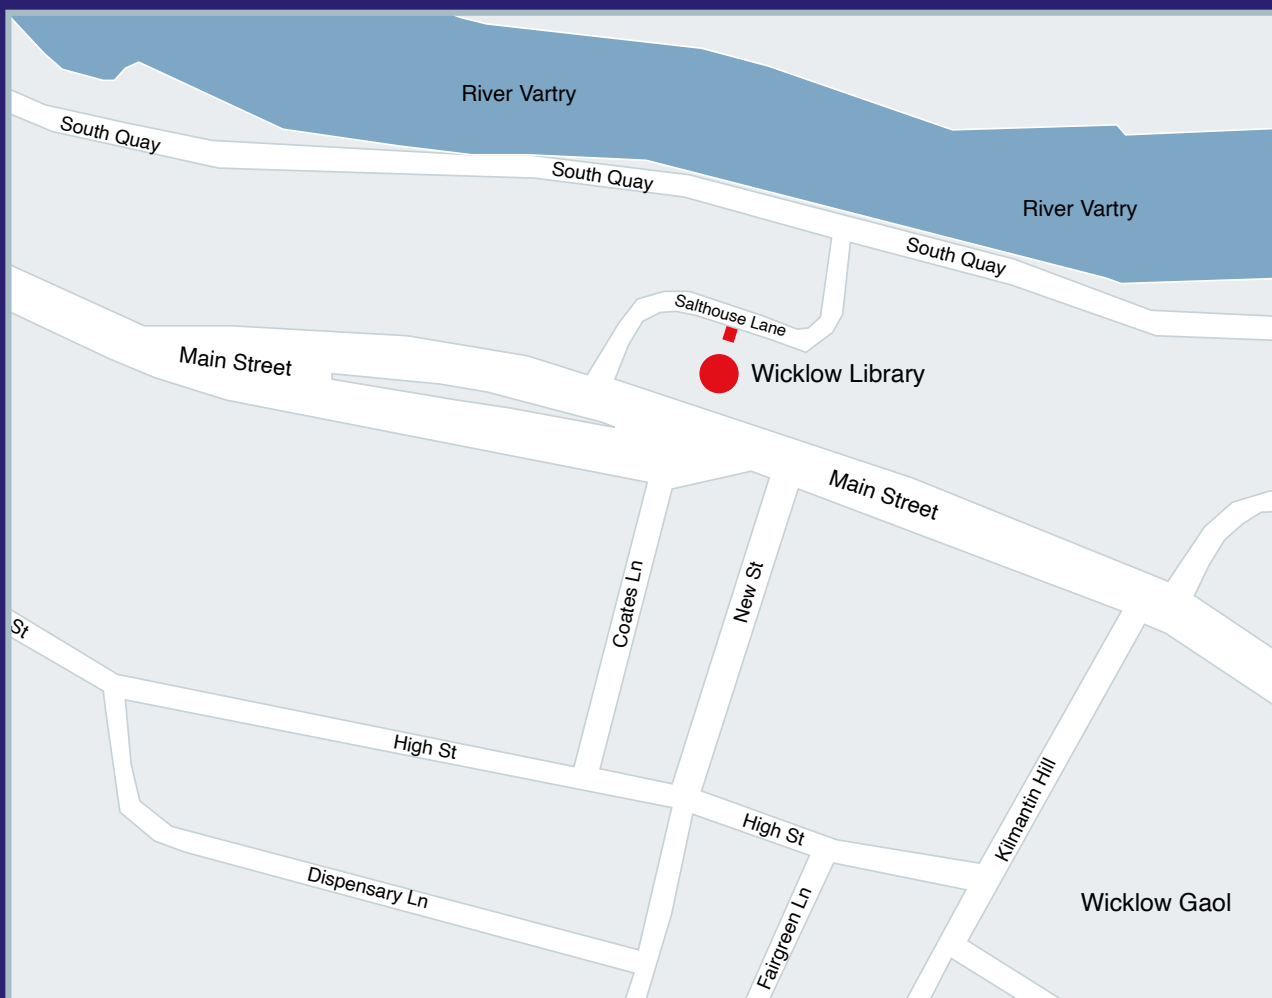 River Vartry
South Quay
South Quay
River Vartry
South Quay
Salthouse Lane
Main Street
Wicklow Library
Main Street
Coates Ln
New St
St
High St
High St
Kilmantin Hill
Dispensary Ln
Fairgreen Ln
Wicklow Gaol